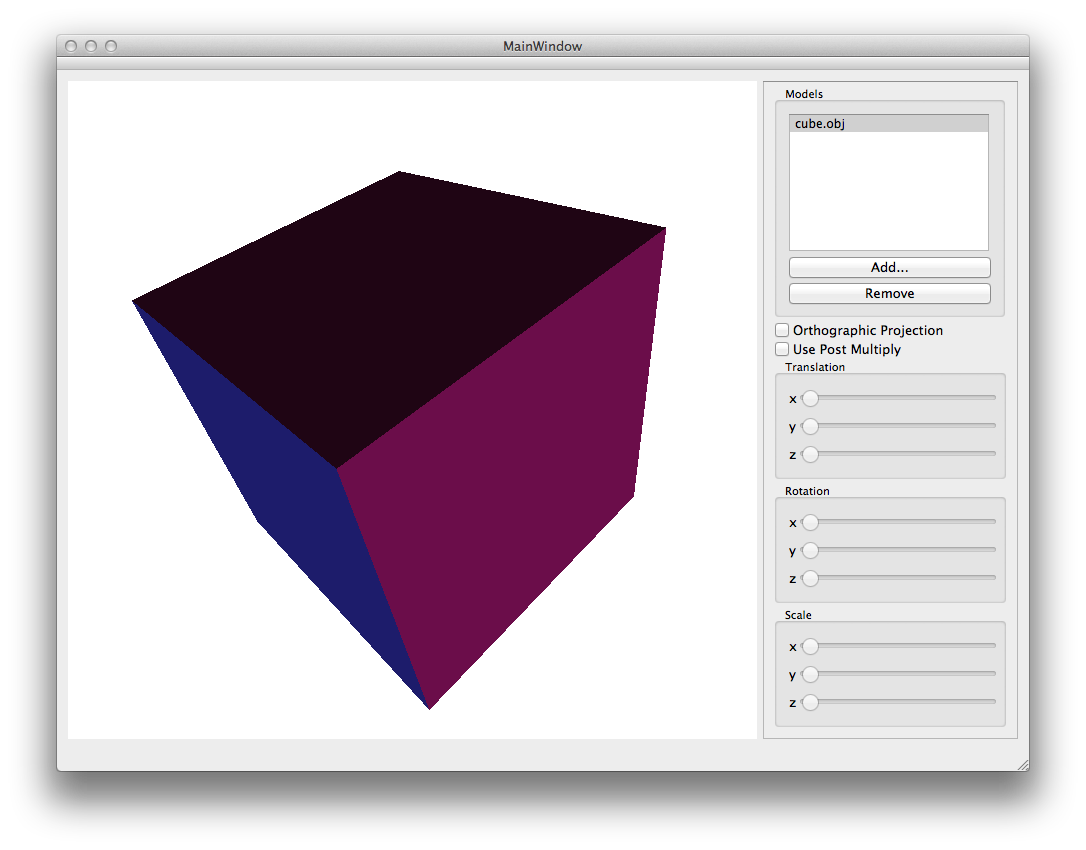 MainWindow
Models
cube.obj
Add...
Remove
Orthographic Projection
Use Post Multiply
Translation
x
y
z
Rotation
x
y
z
Scale
x
y
z